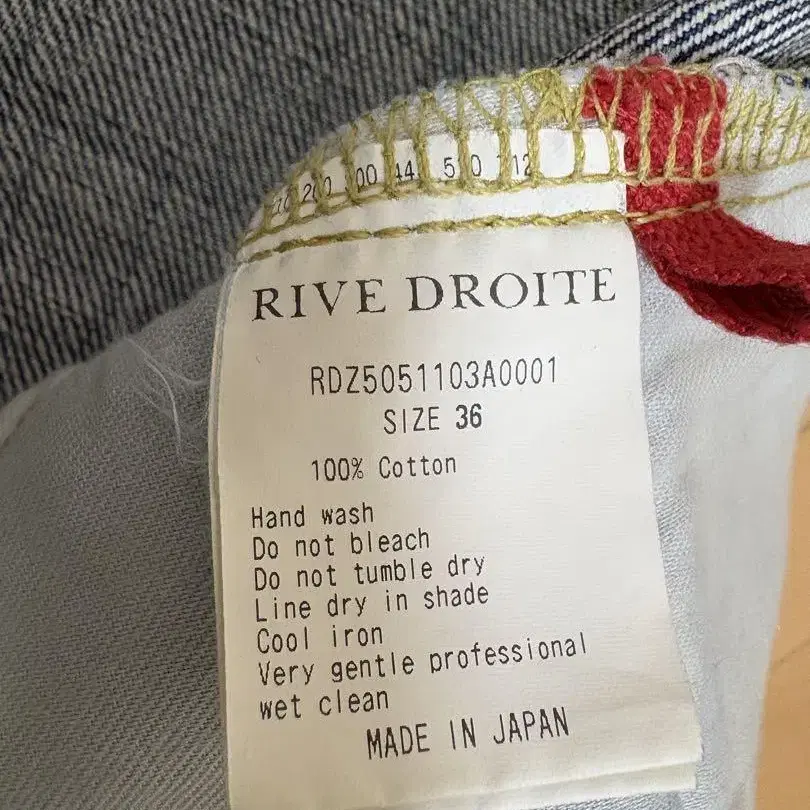 RIVE DROITE
RDZ5051103A0001
SIZE 36
100% Cotton
Hand wash
Do not bleach
Do not tumble dry
Line dry in shade
Cool iron
Very gentle professional
wet clean
MADE IN JAPAN